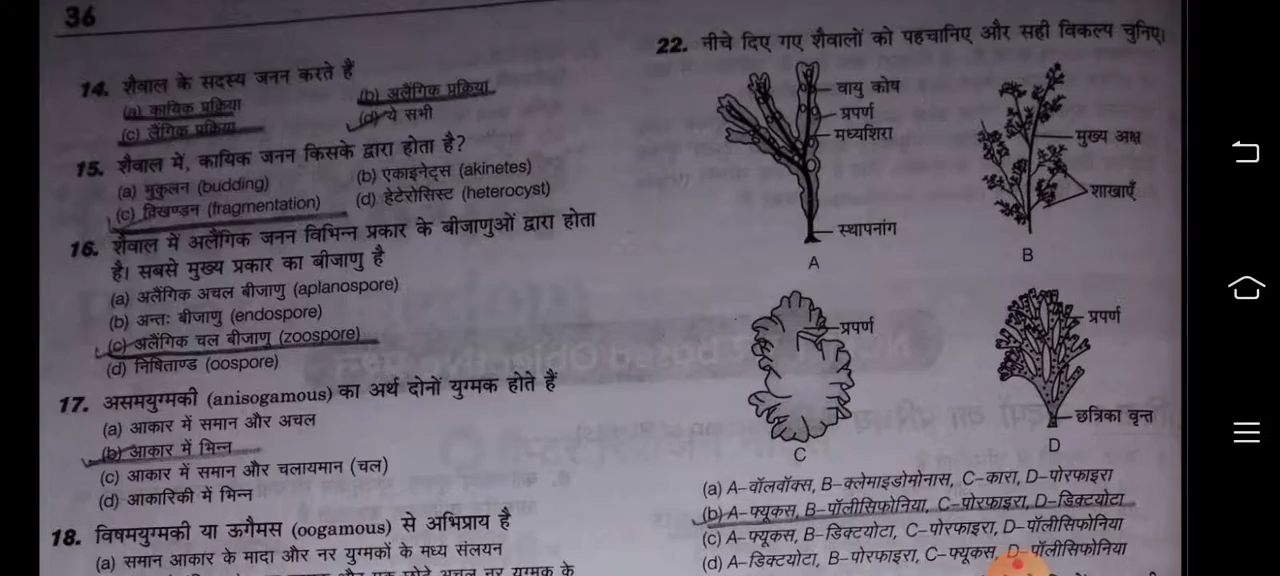 36
14. शैवाल के सदस्य जनन करते हैं
(a) कायिक प्रक्रिया (b) अलैंगिक प्रक्रिया
(c) लैंगिक प्रक्रिया (d) ये सभी
15. शैवाल में, कायिक जनन किसके द्वारा होता है?
(a) मुकुलन (budding) (b) एकाइनेट्स (akinetes)
(c) विखण्डन (fragmentation) (d) हेटेरोसिस्ट (heterocyst)
16. शैवाल में अलैंगिक जनन विभिन्न प्रकार के बीजाणुओं द्वारा होता
है। सबसे मुख्य प्रकार का बीजाणु है
(a) अलैंगिक अचल बीजाणु (aplanospore)
(b) अन्तः बीजाणु (endospore)
(c) अलैंगिक चल बीजाणु (zoospore)
(d) निषिताण्ड (oospore)
17. असमयुग्मकी (anisogamous) का अर्थ दोनों युग्मक होते हैं
(a) आकार में समान और अचल
(b) आकार में भिन्न
(c) आकार में समान और चलायमान (चल)
(d) आकारिकी में भिन्न
18. विषमयुग्मकी या ऊगैमस (oogamous) से अभिप्राय है
(a) समान आकार के मादा और नर युग्मकों के मध्य संलयन
22. नीचे दिए गए शैवालों को पहचानिए और सही विकल्प चुनिए।
वायु कोष
प्रपर्ण
मध्यशिरा
स्थापनांग
A
मुख्य अक्ष
शाखाएँ
B
प्रपर्ण
C
प्रपर्ण
छत्रिका वृन्त
D
(a) A–वॉलवॉक्स, B–क्लेमाइडोमोनास, C–कारा, D–पोरफाइरा
(b) A–फ्यूकस, B–पॉलीसिफोनिया, C–पोरफाइरा, D–डिक्टयोटा
(c) A–फ्यूकस, B–डिक्टयोटा, C–पोरफाइरा, D–पॉलीसिफोनिया
(d) A–डिक्टयोटा, B–पोरफाइरा, C–फ्यूकस, D–पॉलीसिफोनिया